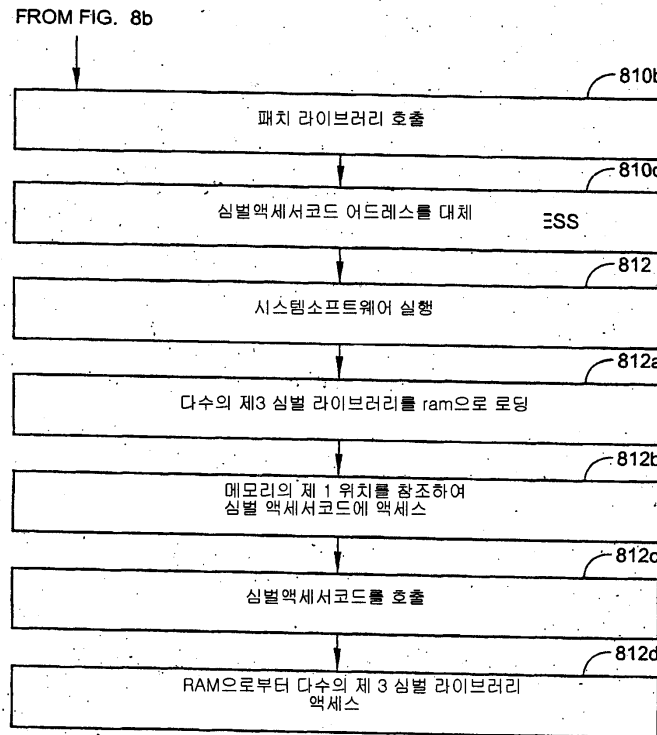 FROM FIG. 8b
810b
패치 라이브러리 호출
810c
심벌액세서코드 어드레스를 대체 ESS
812
시스템소프트웨어 실행
812a
다수의 제3 심벌 라이브러리를 ram으로 로딩
812b
메모리의 제 1 위치를 참조하여
심벌 액세서코드에 액세스
812c
심벌액세서코드를 호출
812d
RAM으로부터 다수의 제 3 심벌 라이브러리
액세스